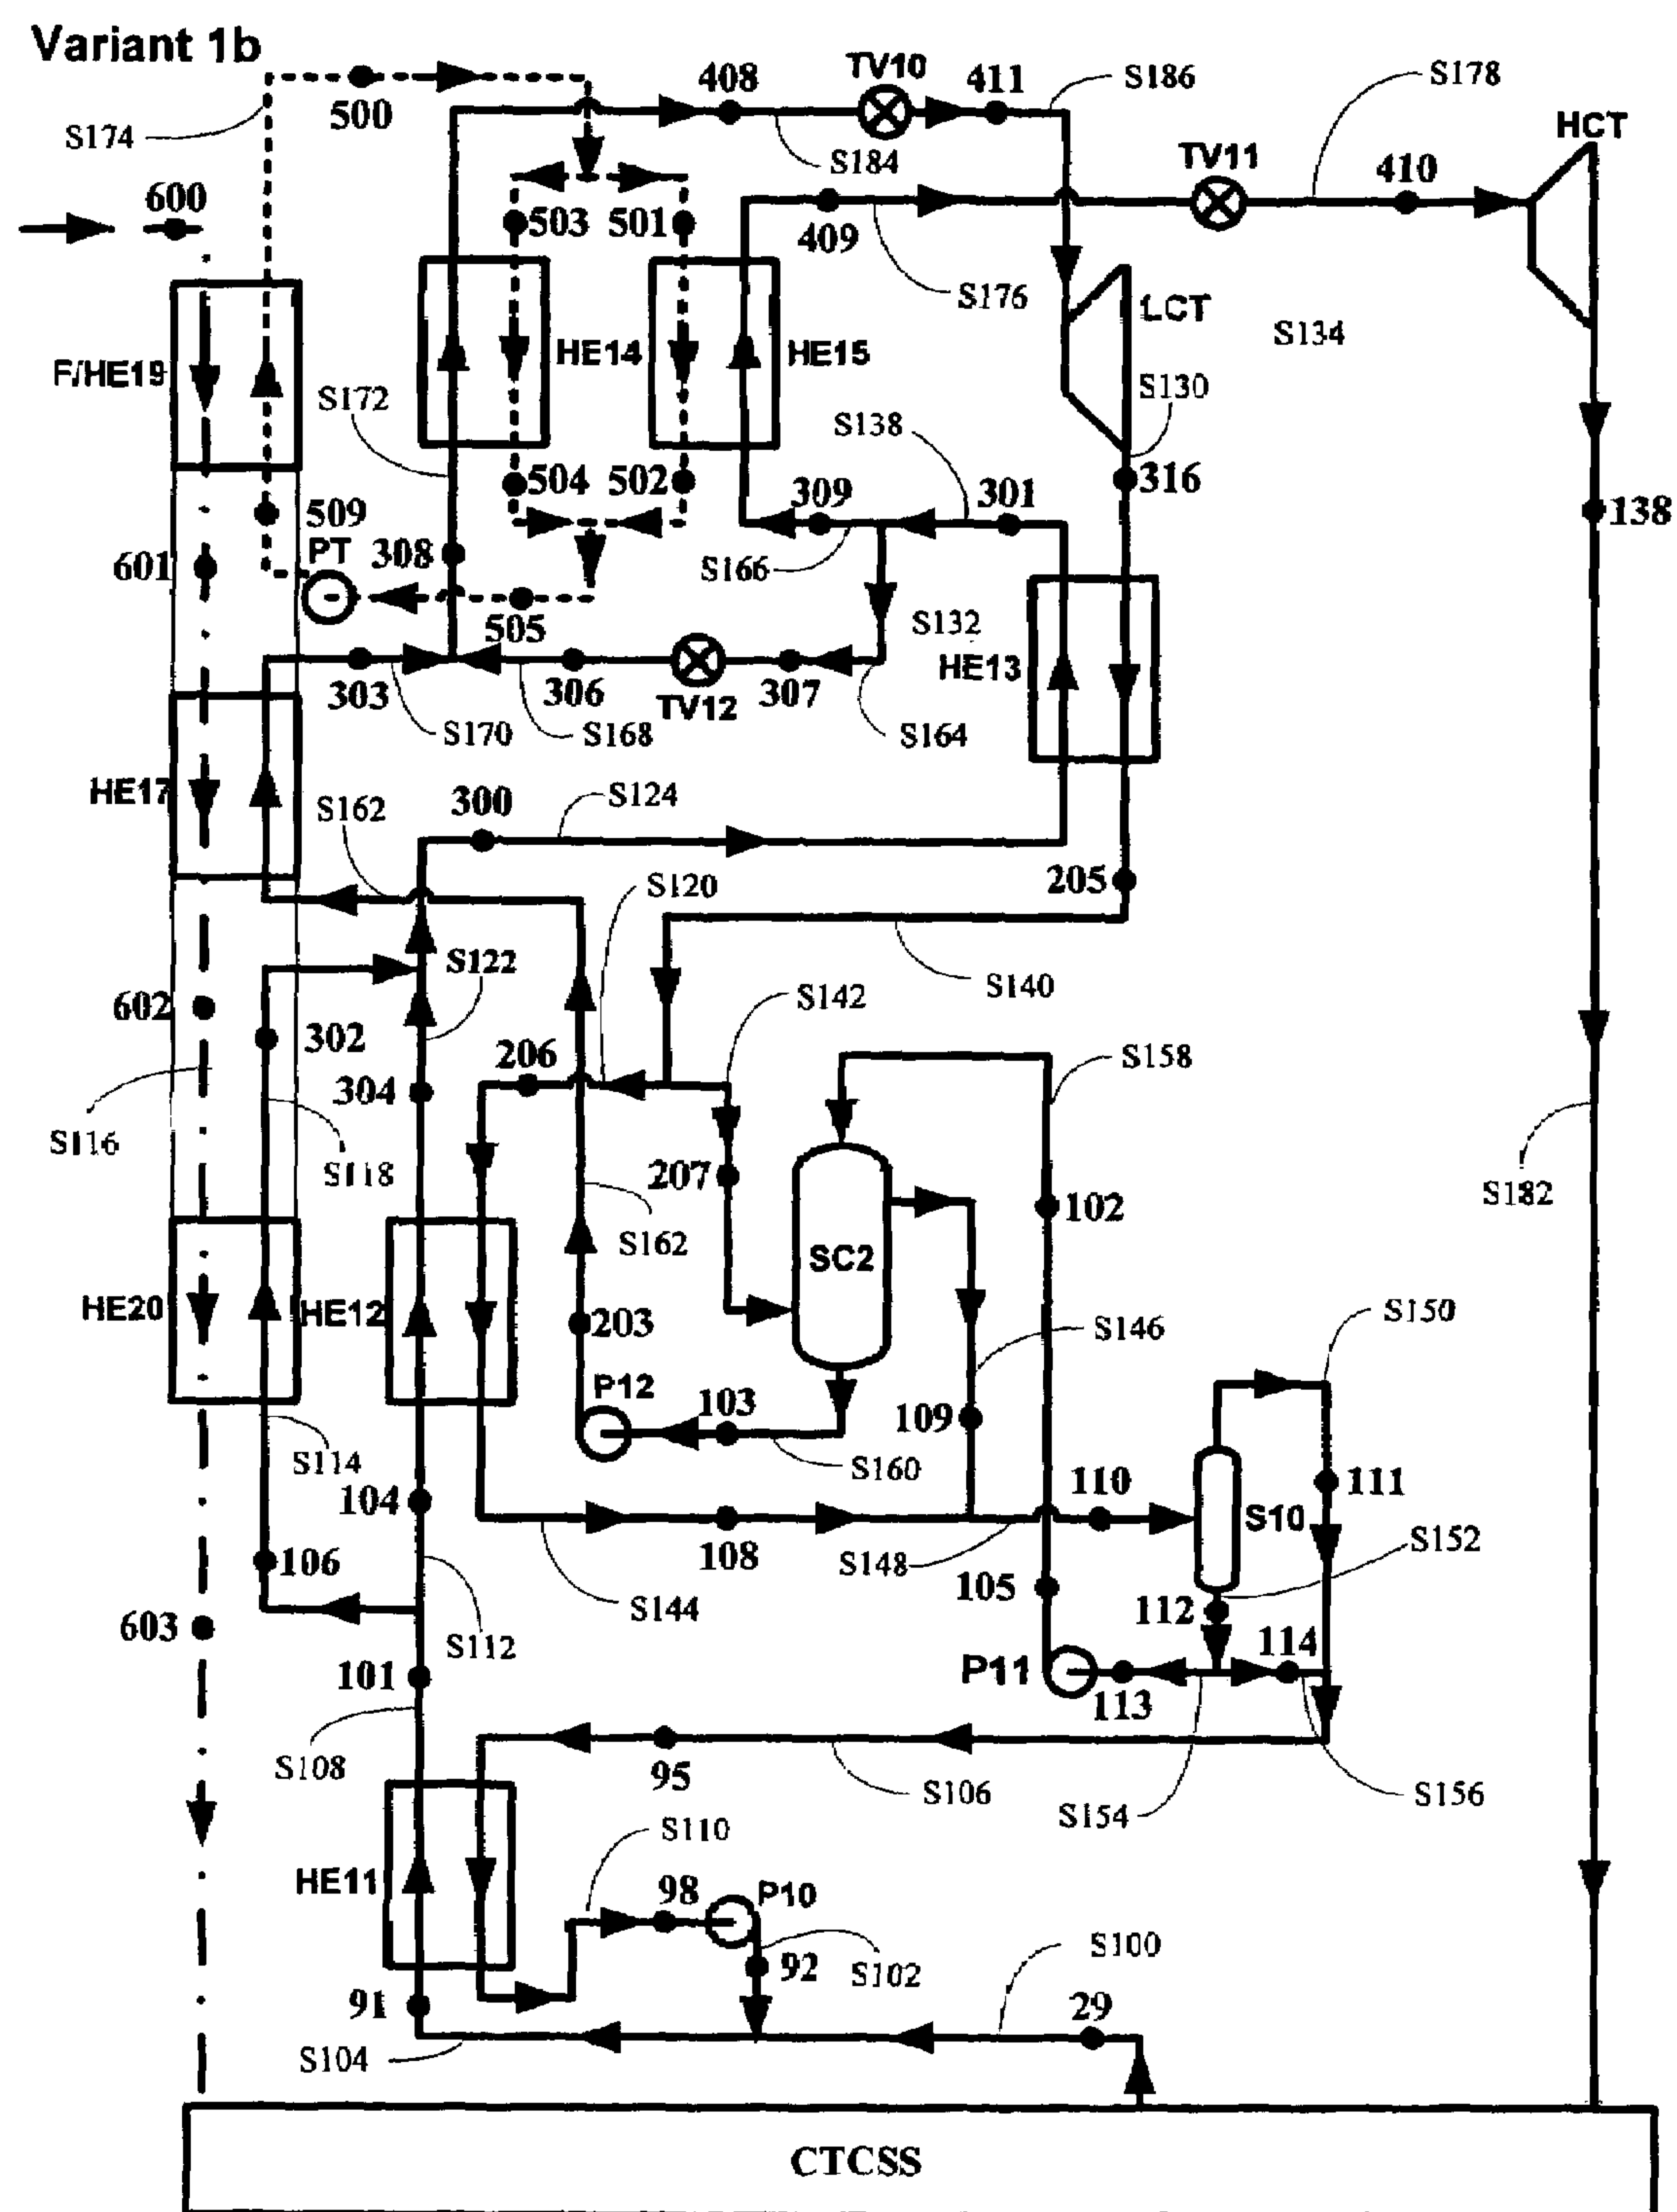 Variant 1b
S174
500
408
TV10
411
S186
S178
HCT
600
S184
TV11
410
503
501
409
S176
F/HE19
HE14
HE15
LCT
S134
S172
S130
S138
509
504
502
309
301
316
138
PT
308
601
S166
505
S132
303
306
TV12
307
HE13
S170
S168
S164
HE17
S162
300
S124
S120
205
S122
602
302
S142
S140
206
S158
304
S116
S118
207
102
S182
S162
SC2
HE20
HE12
203
S146
S150
P12
103
109
S114
S160
104
110
111
S10
106
108
S148
105
S152
603
S144
112
114
S112
101
P11
113
S108
95
S106
S154
S156
S110
HE11
98
P10
92
S102
S100
91
29
S104
CTCSS